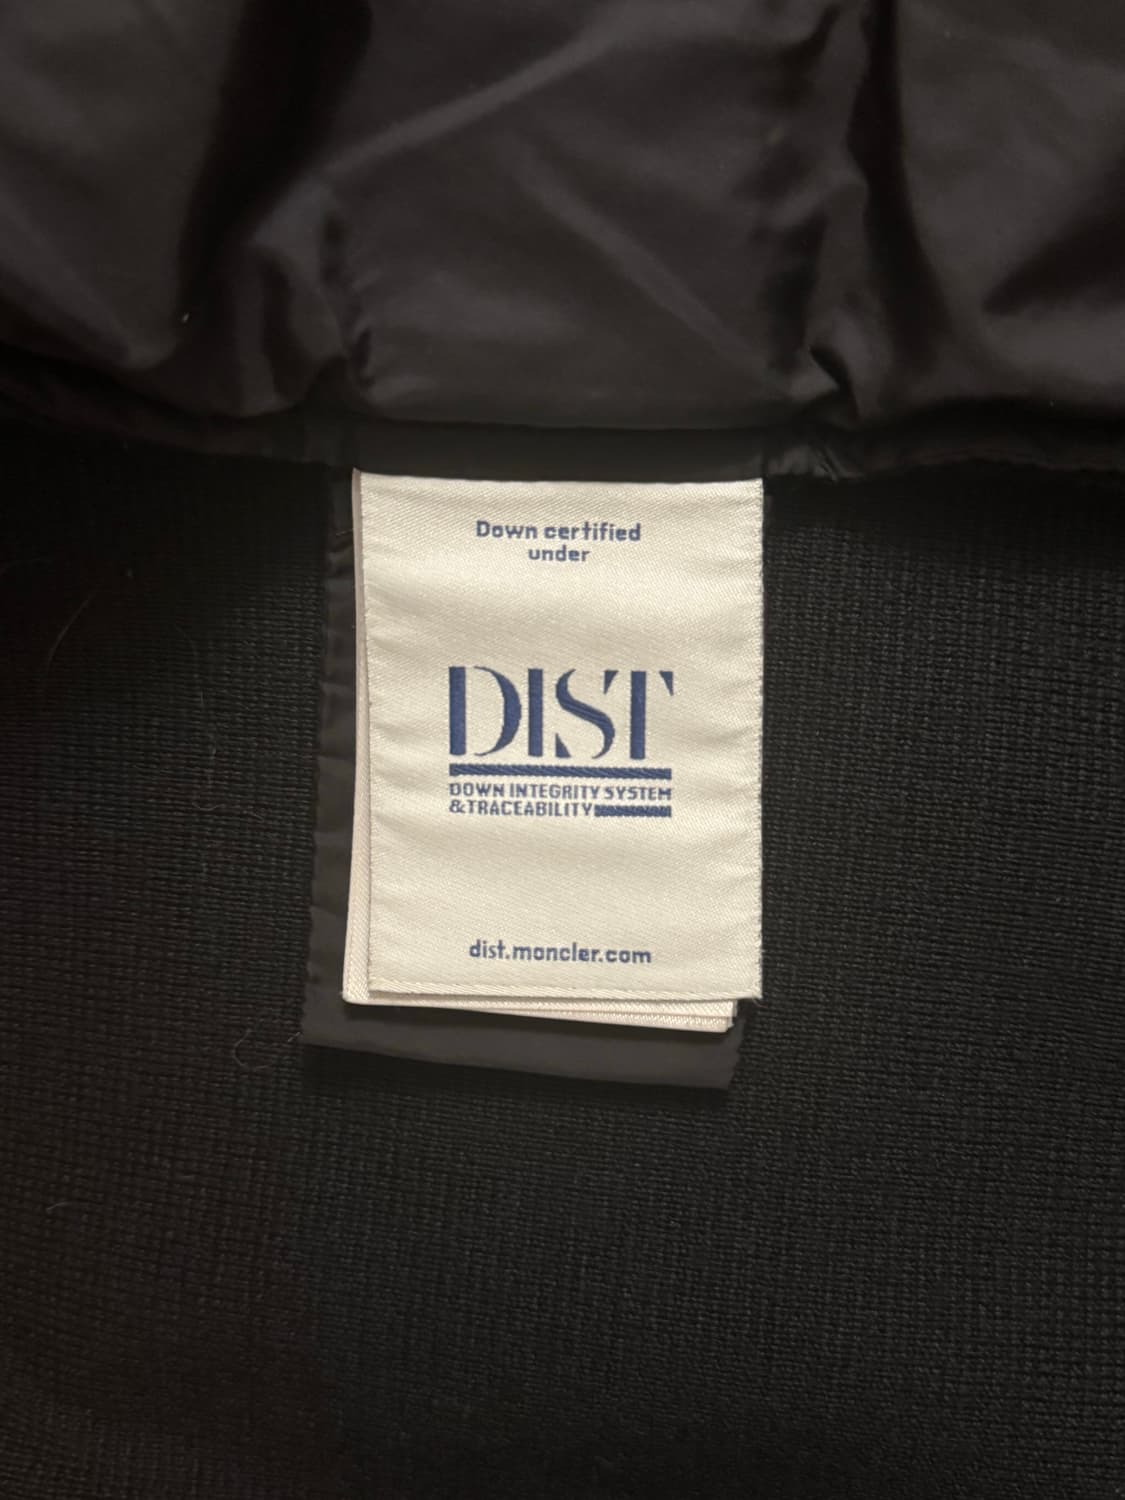 Down certified
under
DIST
DOWN INTEGRITY SYSTEM
&TRACEABILITY
dist.moncler.com